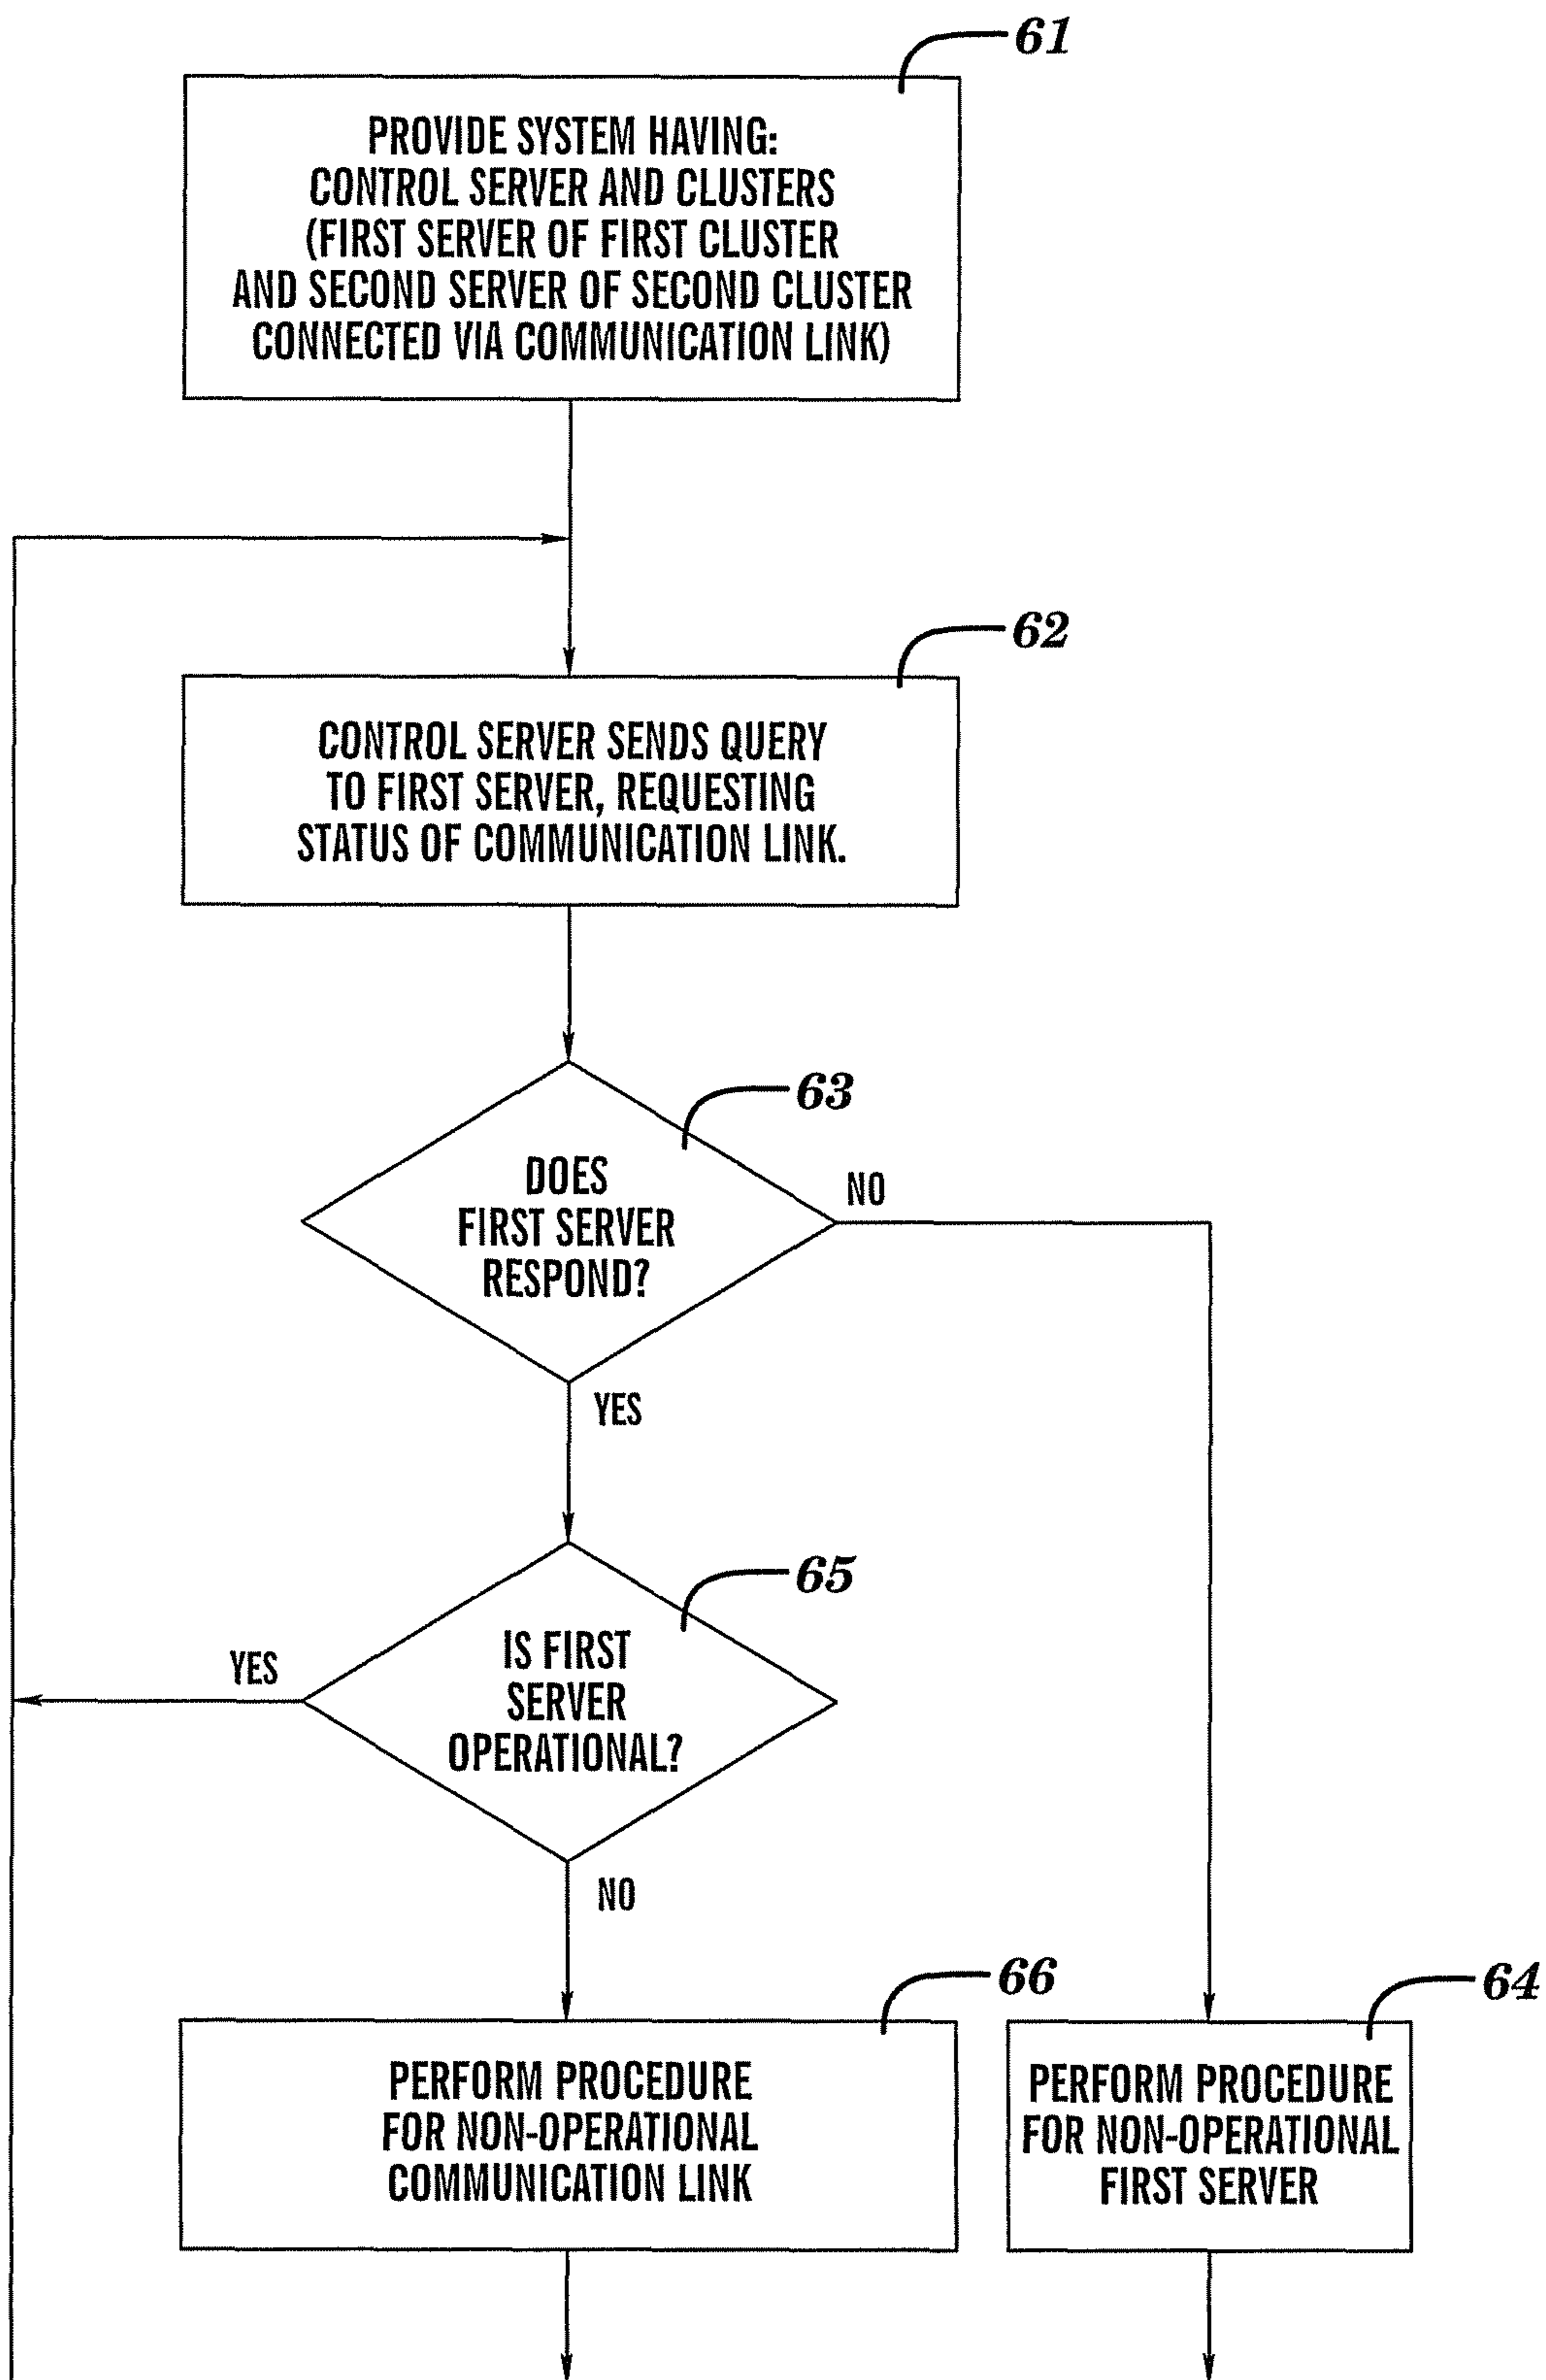 61
PROVIDE SYSTEM HAVING:
CONTROL SERVER AND CLUSTERS
(FIRST SERVER OF FIRST CLUSTER
AND SECOND SERVER OF SECOND CLUSTER
CONNECTED VIA COMMUNICATION LINK)
62
CONTROL SERVER SENDS QUERY
TO FIRST SERVER, REQUESTING
STATUS OF COMMUNICATION LINK.
63
DOES
FIRST SERVER
RESPOND?
NO
YES
65
IS FIRST
SERVER
OPERATIONAL?
YES
NO
66
PERFORM PROCEDURE
FOR NON-OPERATIONAL
COMMUNICATION LINK
64
PERFORM PROCEDURE
FOR NON-OPERATIONAL
FIRST SERVER